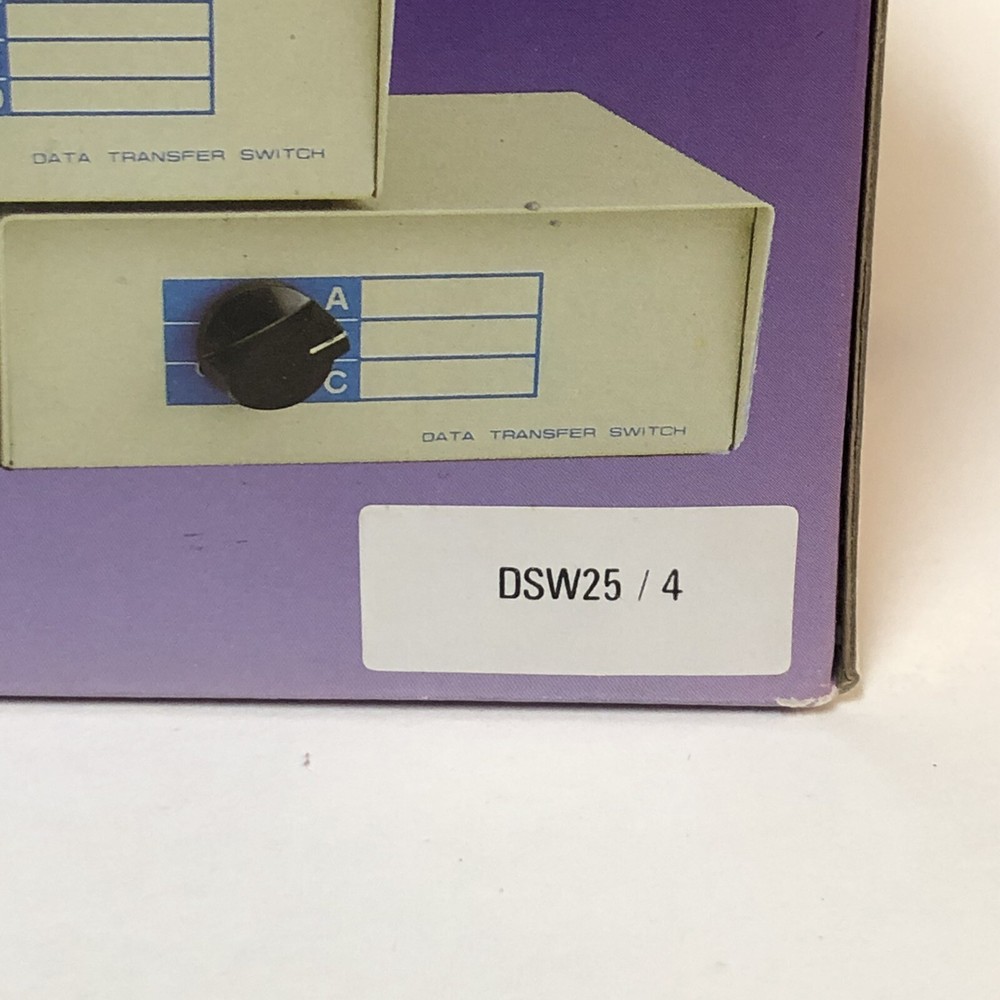 DATA TRANSFER SWITCH
A
C
DATA TRANSFER SWITCH
DSW25 / 4